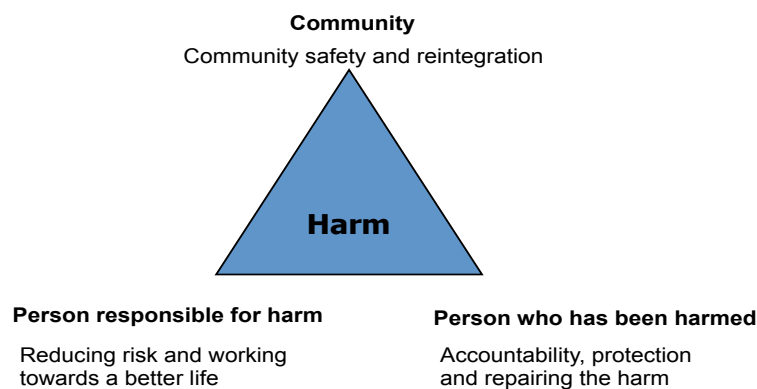 Community
Community safety and reintegration
Harm
Person responsible for harm
Reducing risk and working
towards a better life
Person who has been harmed
Accountability, protection
and repairing the harm